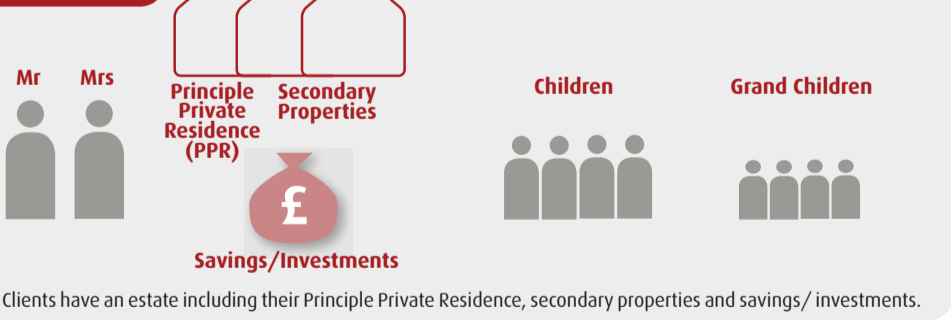 Mr
Mrs
Principle
Private
Residence
(PPR)
Secondary
Properties
£
Savings/Investments
Children
Grand Children
Clients have an estate including their Principle Private Residence, secondary properties and savings/ investments.